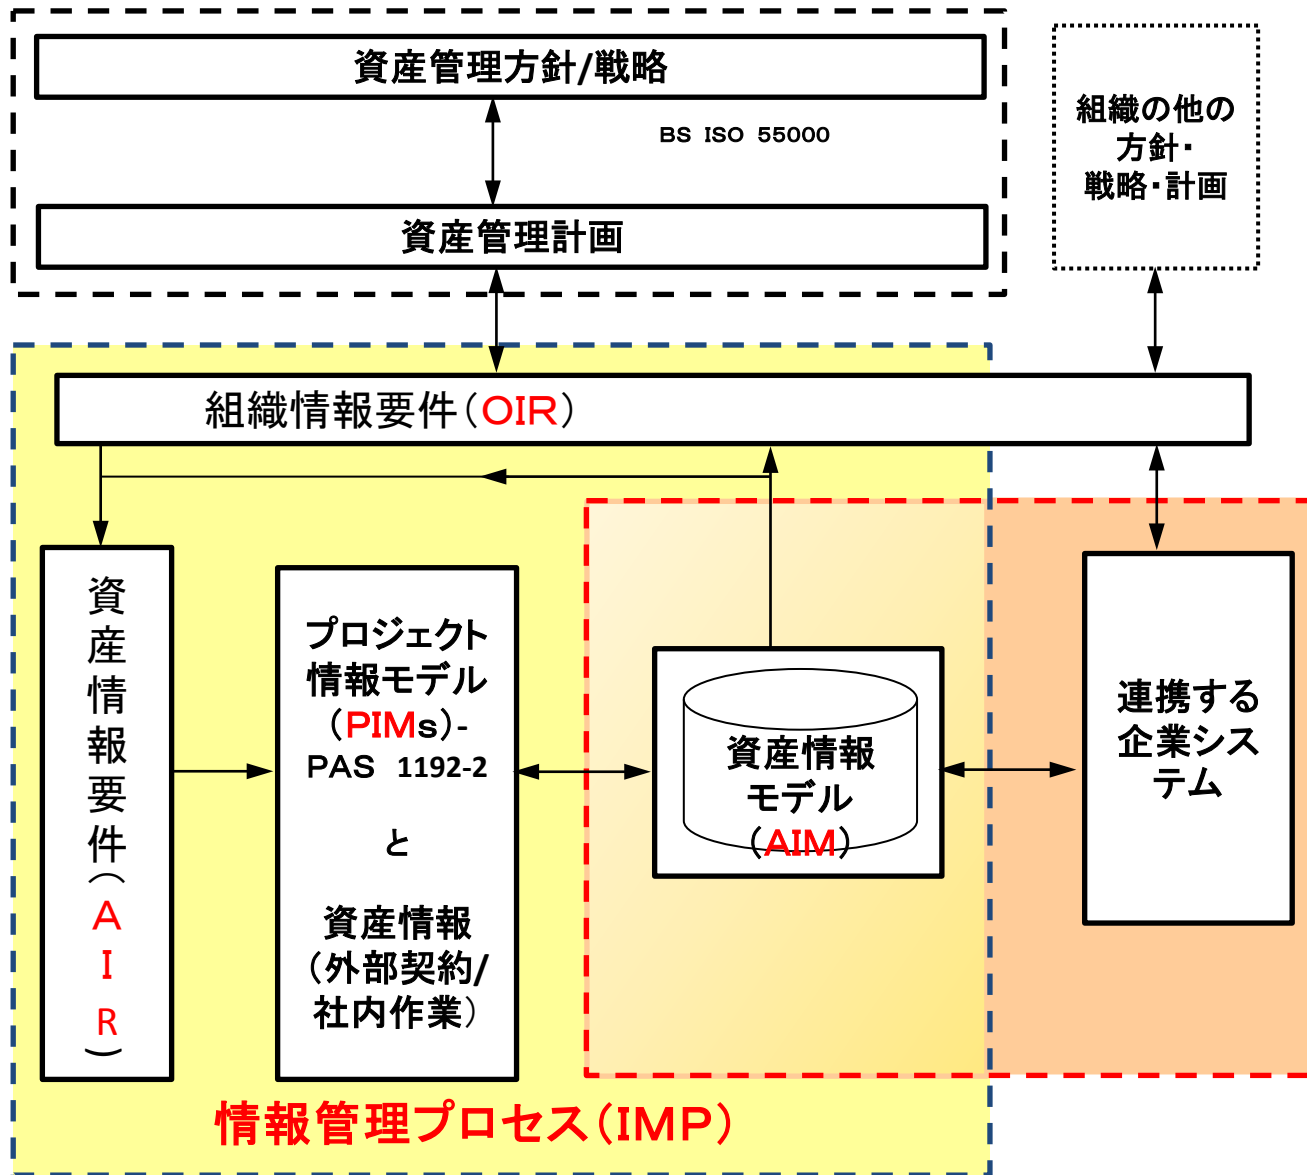 資産管理方針/戦略
BS ISO 55000
資産管理計画
組織の他の
方針・
戦略・計画
組織情報要件(OIR)
資産情報要件(AIR)
プロジェクト
情報モデル
(PIMs)-
PAS 1192-2
と
資産情報
(外部契約/
社内作業)
資産情報
モデル
(AIM)
連携する
企業シス
テム
情報管理プロセス(IMP)